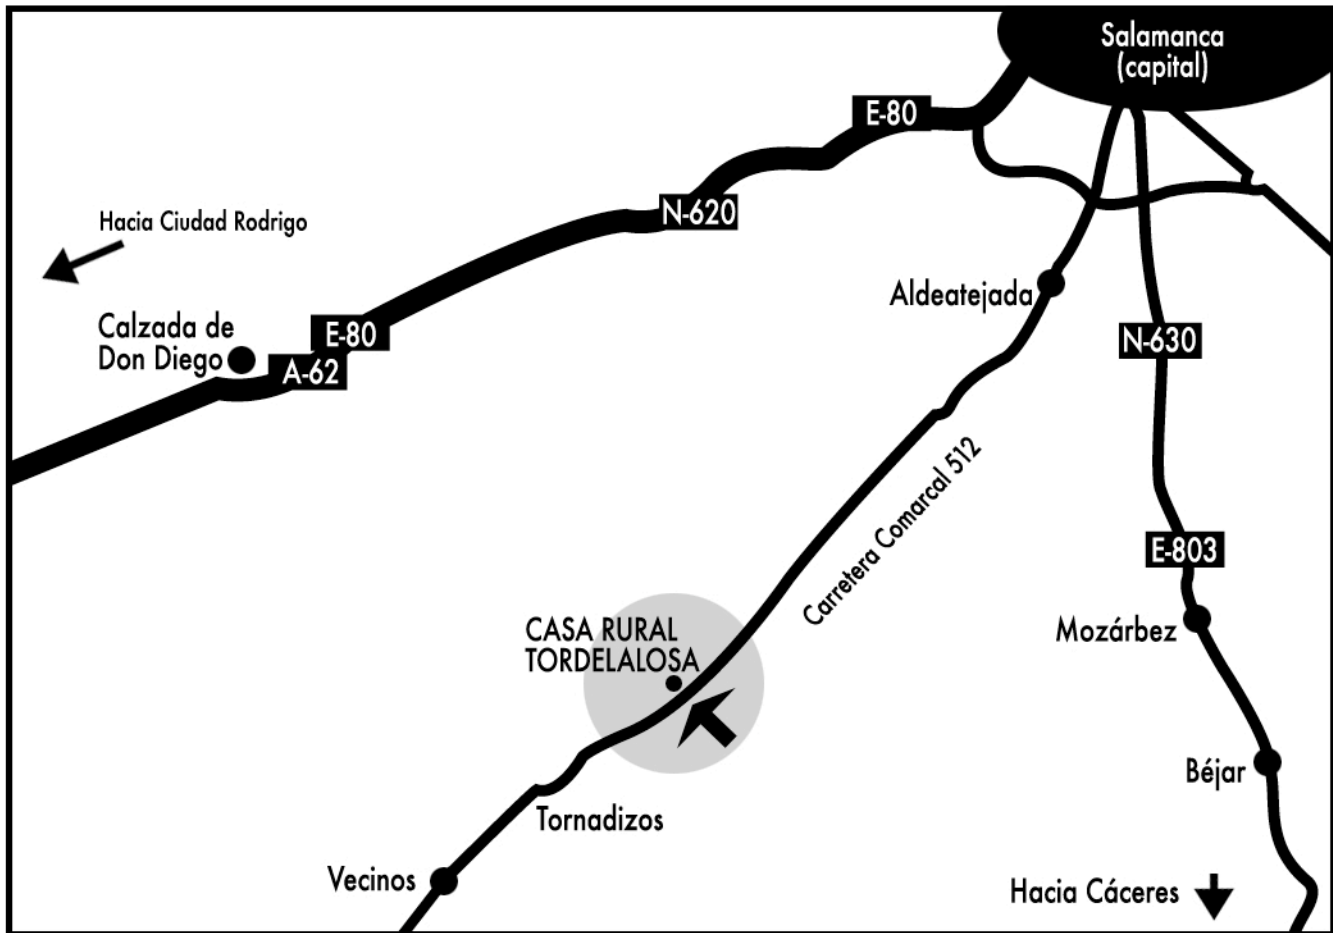 Salamanca
(capital)
E-80
N-620
Hacia Ciudad Rodrigo
Calzada de
Don Diego
E-80
A-62
Aldeatejada
N-630
Carretera Comarcal 512
E-803
CASA RURAL
TORDELALOSA
Mozárbez
Béjar
Tornadizos
Vecinos
Hacia Cáceres